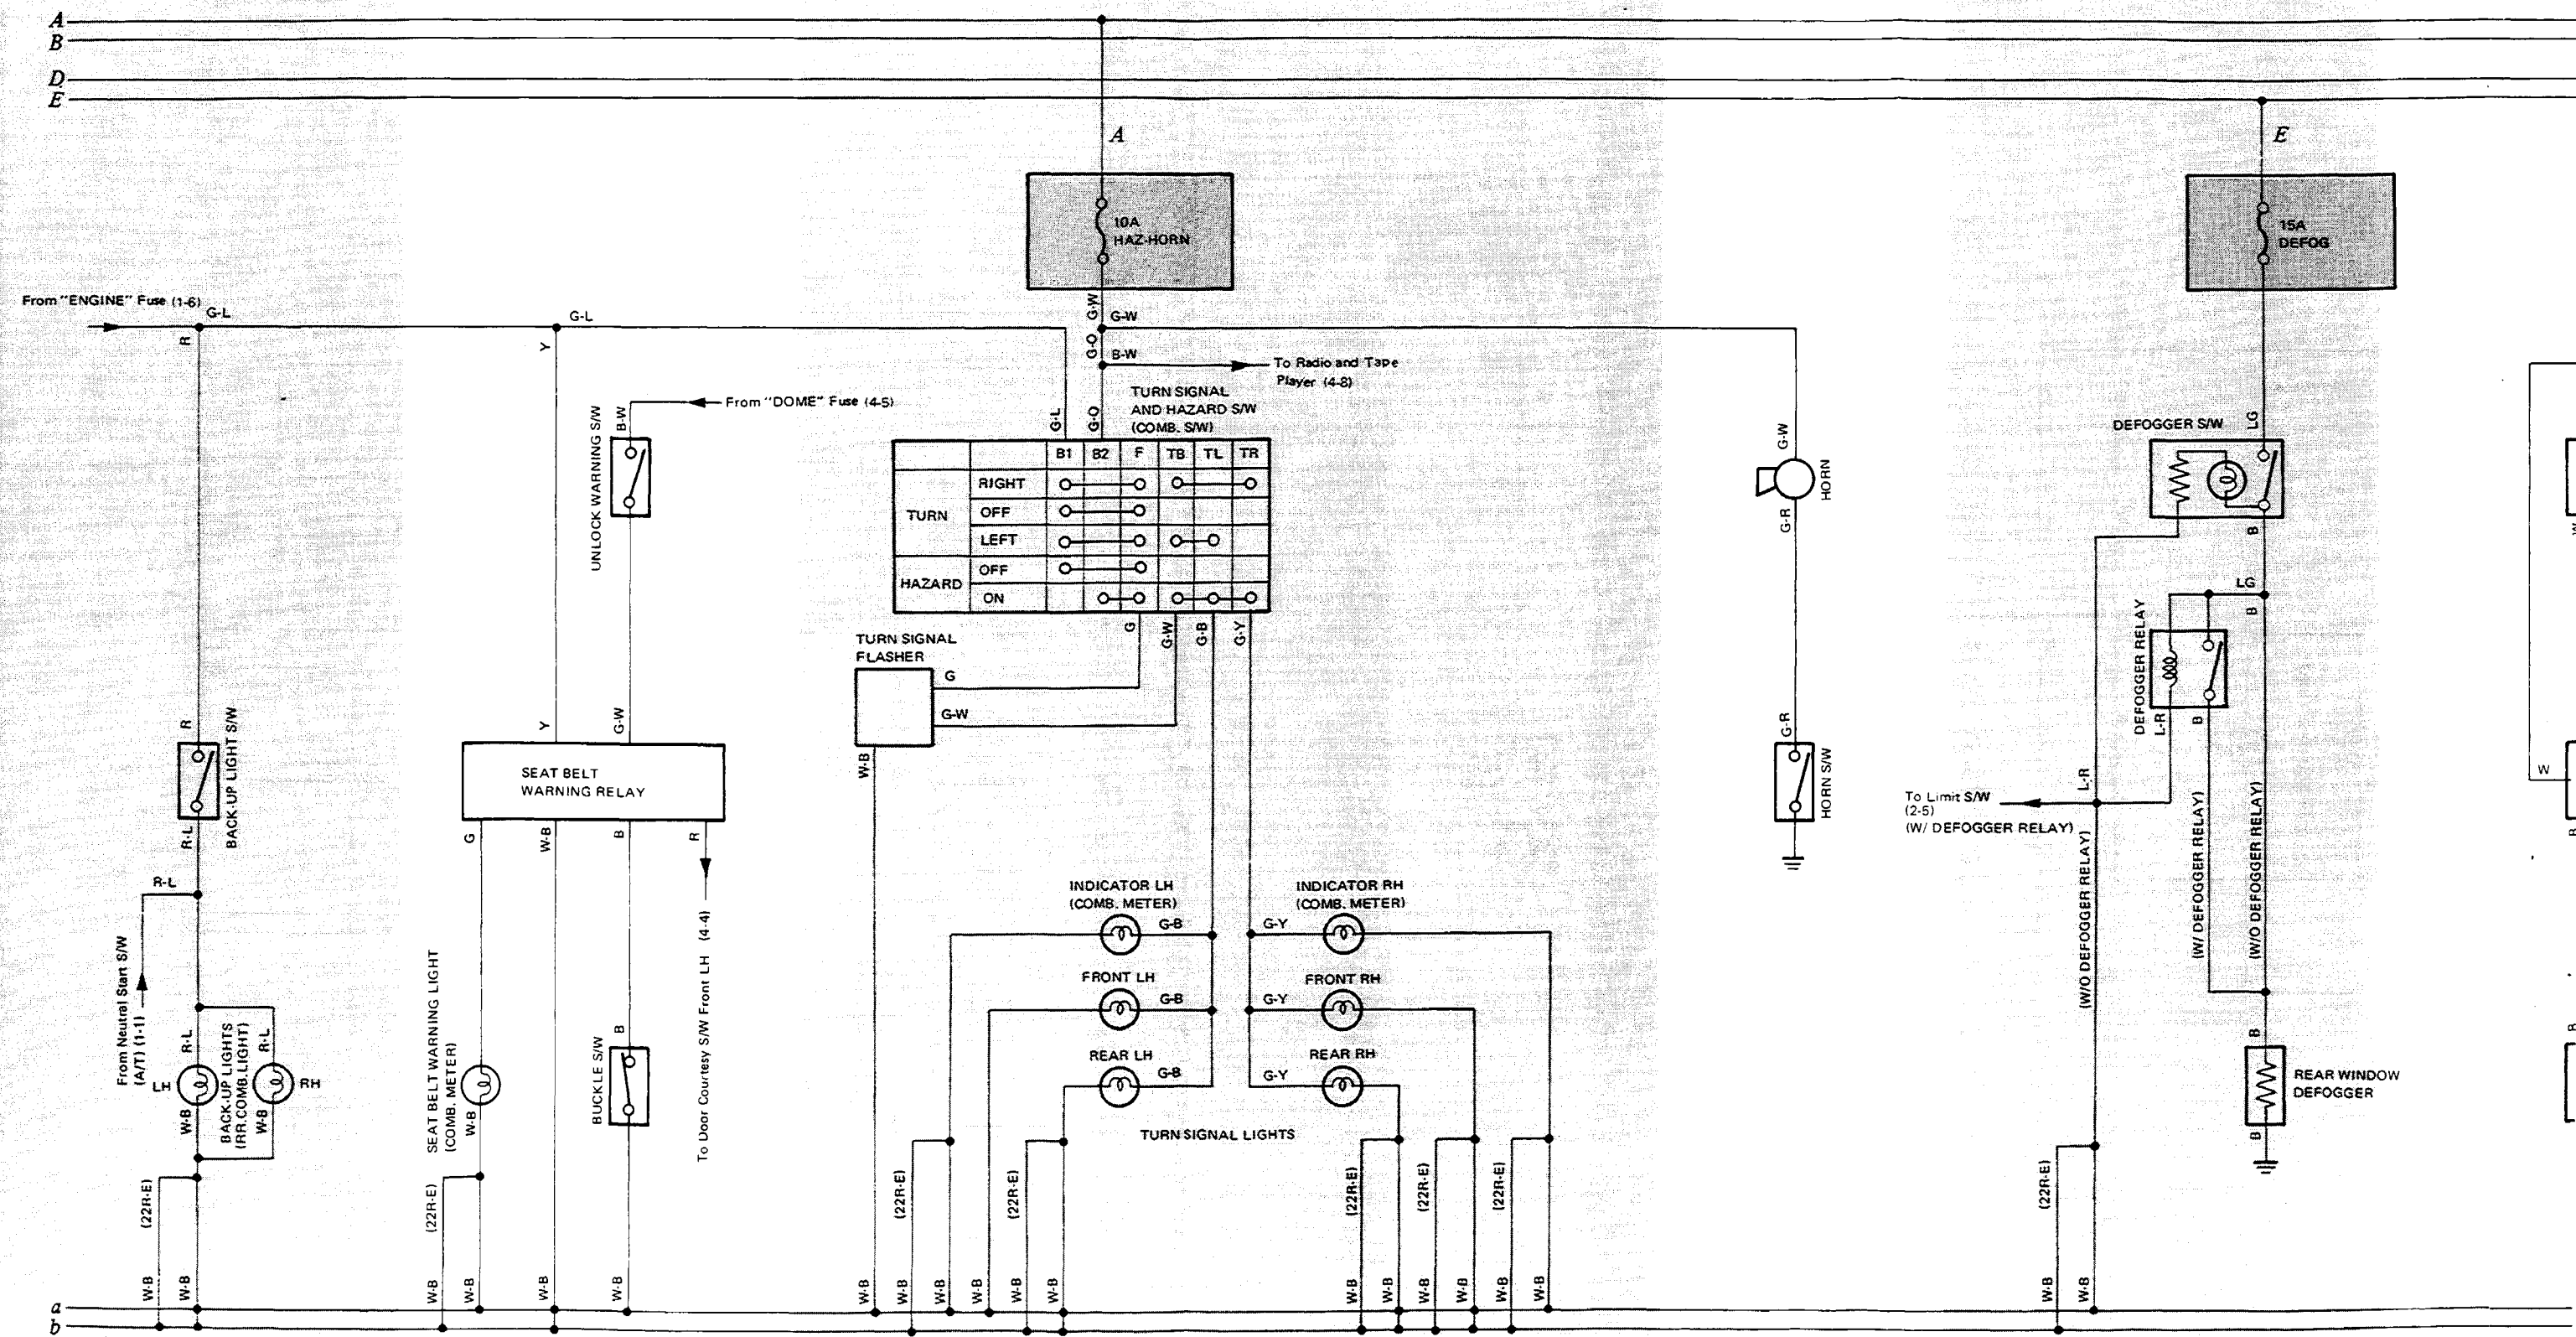 A
B
D
E
A
E
10A
HAZ-HORN
15A
DEFOG
From "ENGINE" Fuse (1-6)
G-L
R
G-L
Y
G-W
G-W
G-O
B-W
To Radio and Tape
Player (4-8)
From "DOME" Fuse (4-5)
B-W
UNLOCK WARNING S/W
G-L
G-O
TURN SIGNAL
AND HAZARD S/W
(COMB. S/W)
B1 B2 F TB TL TR
TURN
RIGHT
OFF
LEFT
HAZARD
OFF
ON
G
G-W
G-B
G-Y
TURN SIGNAL
FLASHER
G
G-W
W-B
G-W
HORN
G-R
G-R
HORN S/W
DEFOGGER S/W
LG
B
LG
B
DEFOGGER RELAY
L-R
B
To Limit S/W
(2-5)
(W/ DEFOGGER RELAY)
L-R
(W/O DEFOGGER RELAY)
(W/ DEFOGGER RELAY)
(W/O DEFOGGER RELAY)
B
REAR WINDOW
DEFOGGER
B
W
R
BACK-UP LIGHT S/W
R-L
R-L
From Neutral Start S/W
(A/T) (1-1)
R-L
R-L
LH
RH
BACK-UP LIGHTS
(RR.COMB.LIGHT)
W-B
W-B
(22R-E)
W-B
W-B
Y
G-W
SEAT BELT
WARNING RELAY
G
W-B
B
R
To Door Courtesy S/W Front LH (4-4)
SEAT BELT WARNING LIGHT
(COMB. METER)
W-B
B
BUCKLE S/W
(22R-E)
W-B
W-B
W-B
W-B
INDICATOR LH
(COMB. METER)
G-B
INDICATOR RH
(COMB. METER)
G-Y
FRONT LH
G-B
FRONT RH
G-Y
REAR LH
G-B
REAR RH
G-Y
TURN SIGNAL LIGHTS
(22R-E)
(22R-E)
(22R-E)
(22R-E)
(22R-E)
(22R-E)
W-B
W-B
W-B
W-B
W-B
W-B
W-B
W-B
W-B
W-B
W-B
W-B
W-B
W-B
a
b